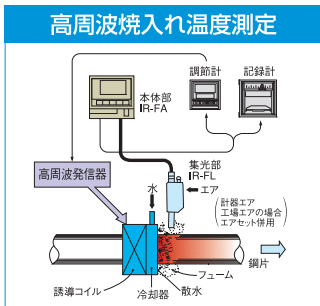 高周波焼入れ温度測定
調節計
記録計
本体部
IR-FA
集光部
IR-FL
高周波発信器
水
エア
計器エア
工場エアの場合
エアセット併用
鋼片
フューム
誘導コイル
冷却器
散水